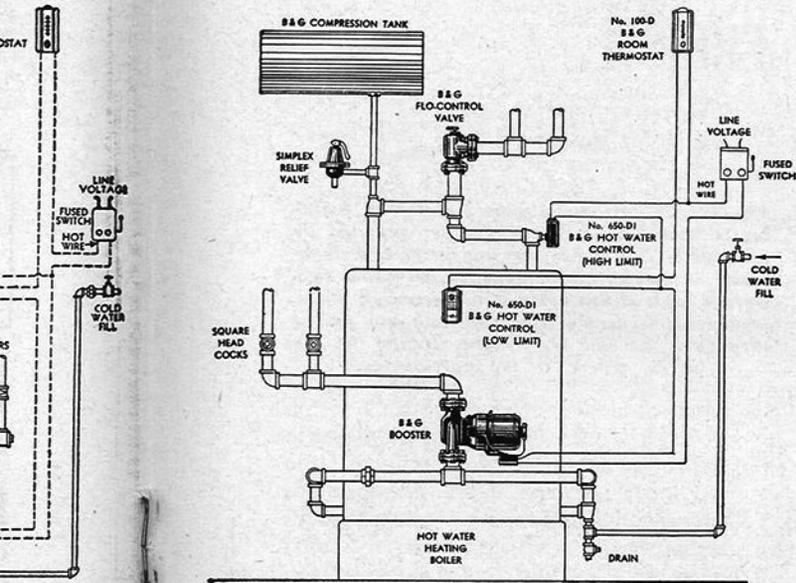 OSTAT
LINE
VOLTAGE
FUSED
SWITCH
HOT
WIRE
COLD
WATER
FILL
RS
B & G COMPRESSION TANK
No. 100-D
B & G
ROOM
THERMOSTAT
B & G
FLO-CONTROL
VALVE
SIMPLEX
RELIEF
VALVE
LINE
VOLTAGE
FUSED
SWITCH
HOT
WIRE
No. 650-D1
B & G HOT WATER
CONTROL
(HIGH LIMIT)
COLD
WATER
FILL
No. 650-D1
B & G HOT WATER
CONTROL
(LOW LIMIT)
SQUARE
HEAD
COCKS
B & G
BOOSTER
HOT WATER
HEATING
BOILER
DRAIN